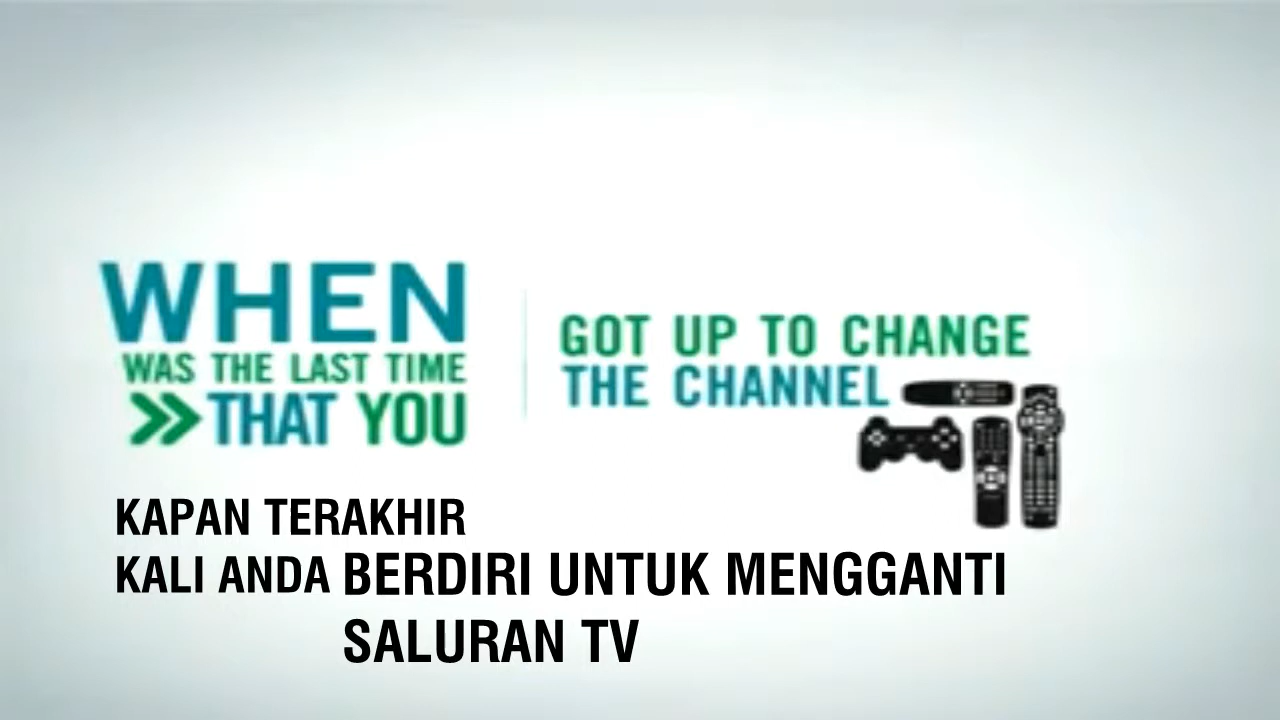 WHEN
WAS THE LAST TIME
THAT YOU
GOT UP TO CHANGE
THE CHANNEL
KAPAN TERAKHIR
KALI ANDA BERDIRI UNTUK MENGGANTI
SALURAN TV